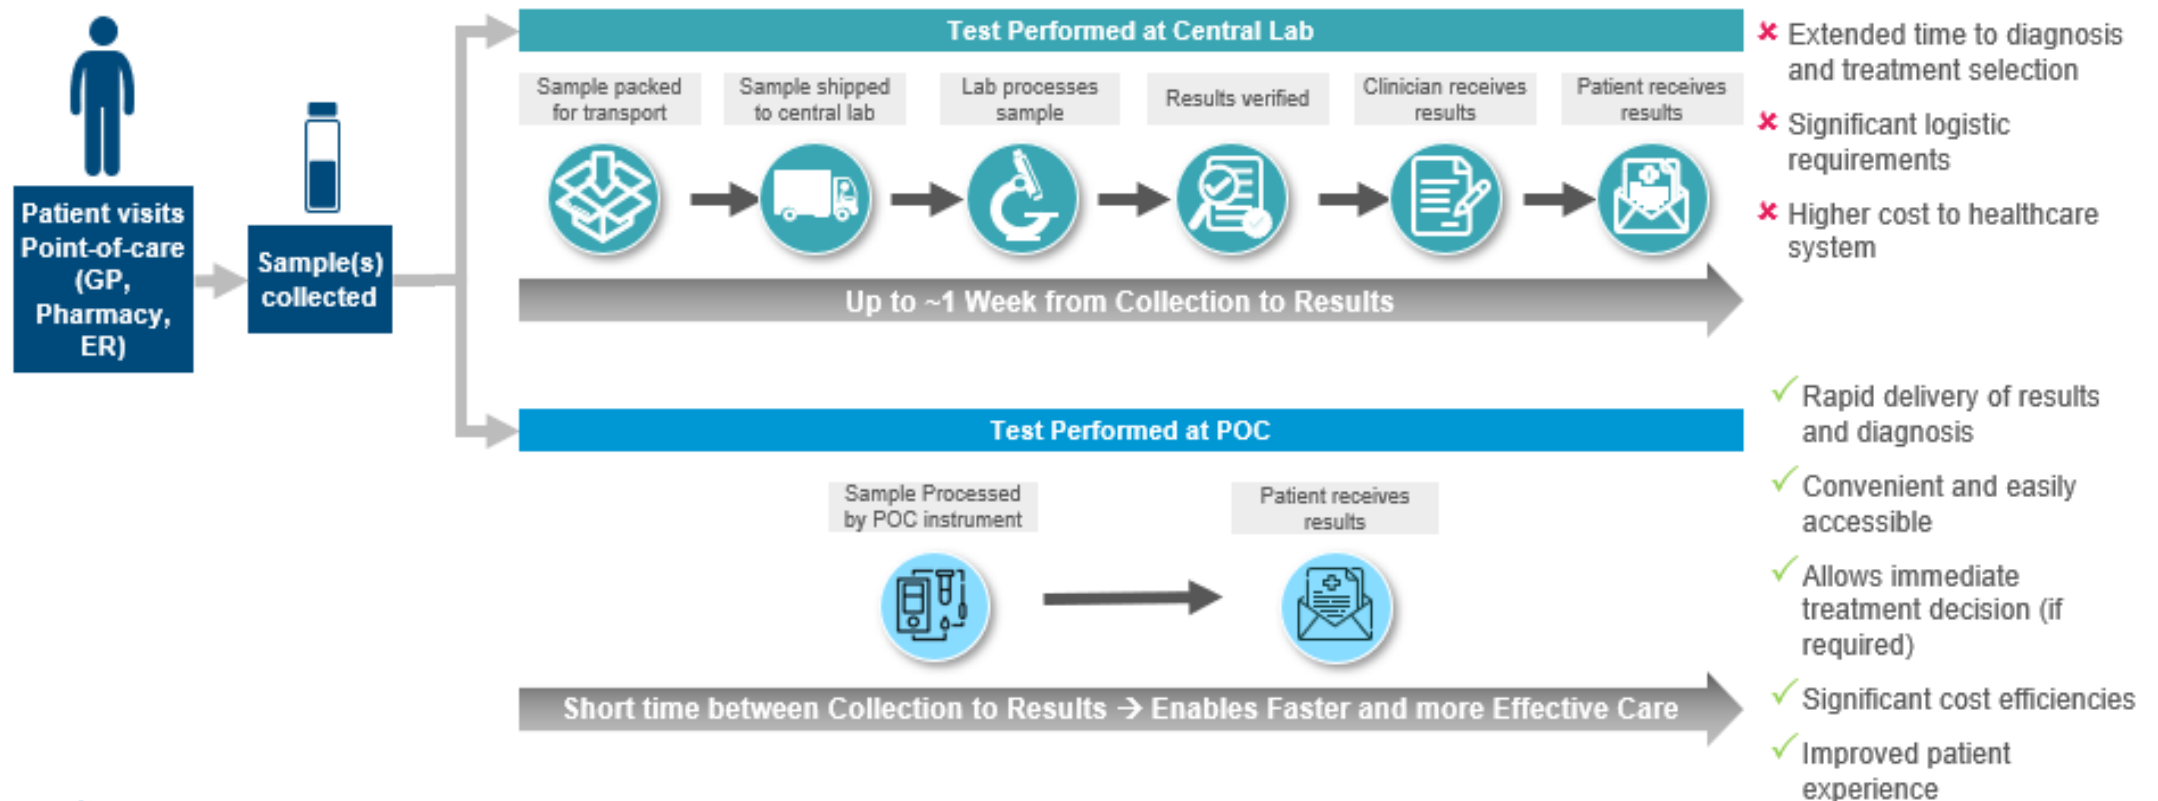 Patient visits
Point-of-care
(GP,
Pharmacy,
ER)
Sample(s)
collected
Test Performed at Central Lab
Sample packed
for transport
Sample shipped
to central lab
Lab processes
sample
Results verified
Clinician receives
results
Patient receives
results
Up to ~1 Week from Collection to Results
✘ Extended time to diagnosis
and treatment selection
✘ Significant logistic
requirements
✘ Higher cost to healthcare
system
Test Performed at POC
Sample Processed
by POC instrument
Patient receives
results
Short time between Collection to Results → Enables Faster and more Effective Care
✓ Rapid delivery of results
and diagnosis
✓ Convenient and easily
accessible
✓ Allows immediate
treatment decision (if
required)
✓ Significant cost efficiencies
✓ Improved patient
experience